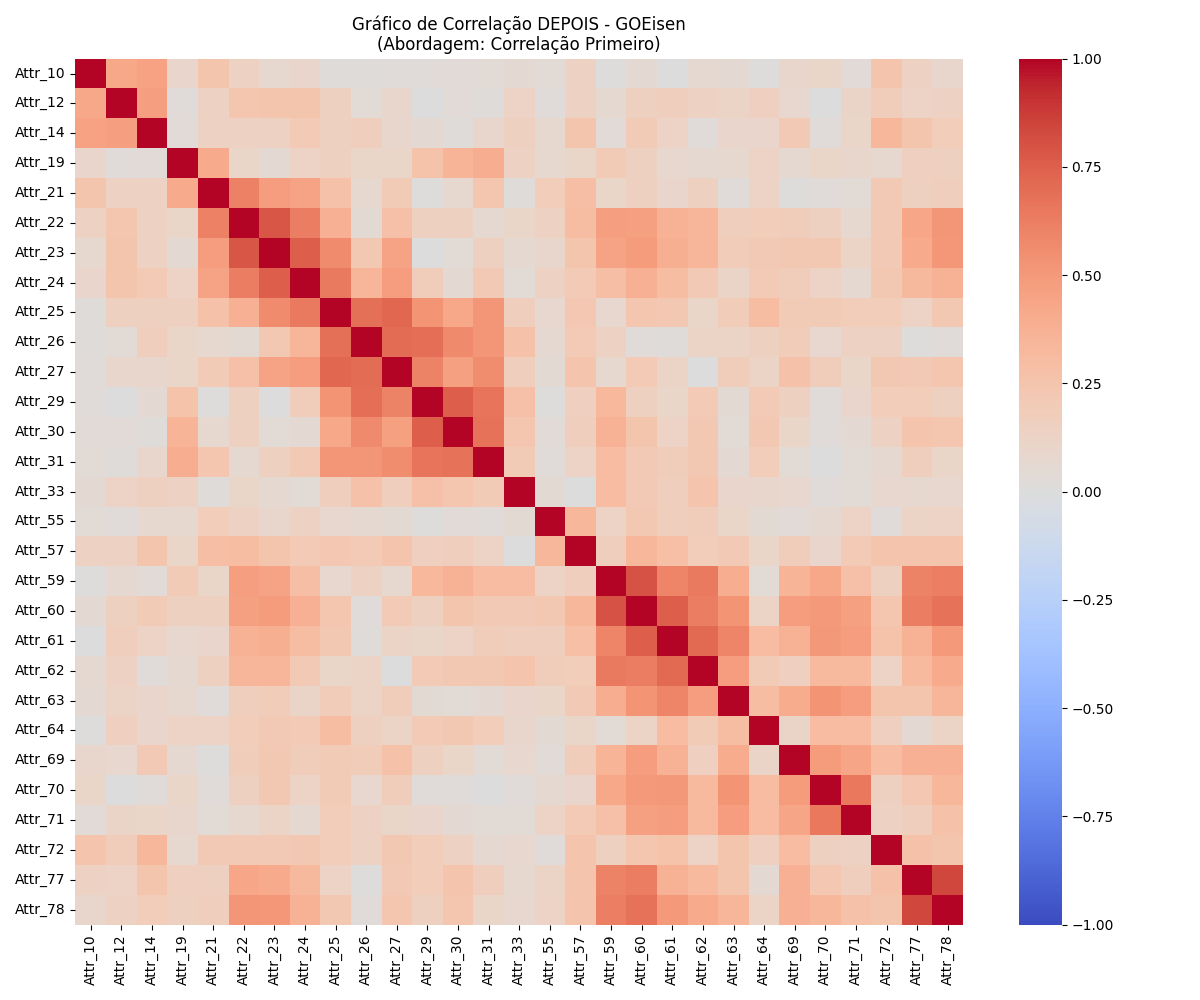 Gráfico de Correlação DEPOIS - GOEisen
(Abordagem: Correlação Primeiro)
Attr_10
Attr_12
Attr_14
Attr_19
Attr_21
Attr_22
Attr_23
Attr_24
Attr_25
Attr_26
Attr_27
Attr_29
Attr_30
Attr_31
Attr_33
Attr_55
Attr_57
Attr_59
Attr_60
Attr_61
Attr_62
Attr_63
Attr_64
Attr_69
Attr_70
Attr_71
Attr_72
Attr_77
Attr_78
Attr_10
Attr_12
Attr_14
Attr_19
Attr_21
Attr_22
Attr_23
Attr_24
Attr_25
Attr_26
Attr_27
Attr_29
Attr_30
Attr_31
Attr_33
Attr_55
Attr_57
Attr_59
Attr_60
Attr_61
Attr_62
Attr_63
Attr_64
Attr_69
Attr_70
Attr_71
Attr_72
Attr_77
Attr_78
1.00
0.75
0.50
0.25
0.00
−0.25
−0.50
−0.75
−1.00